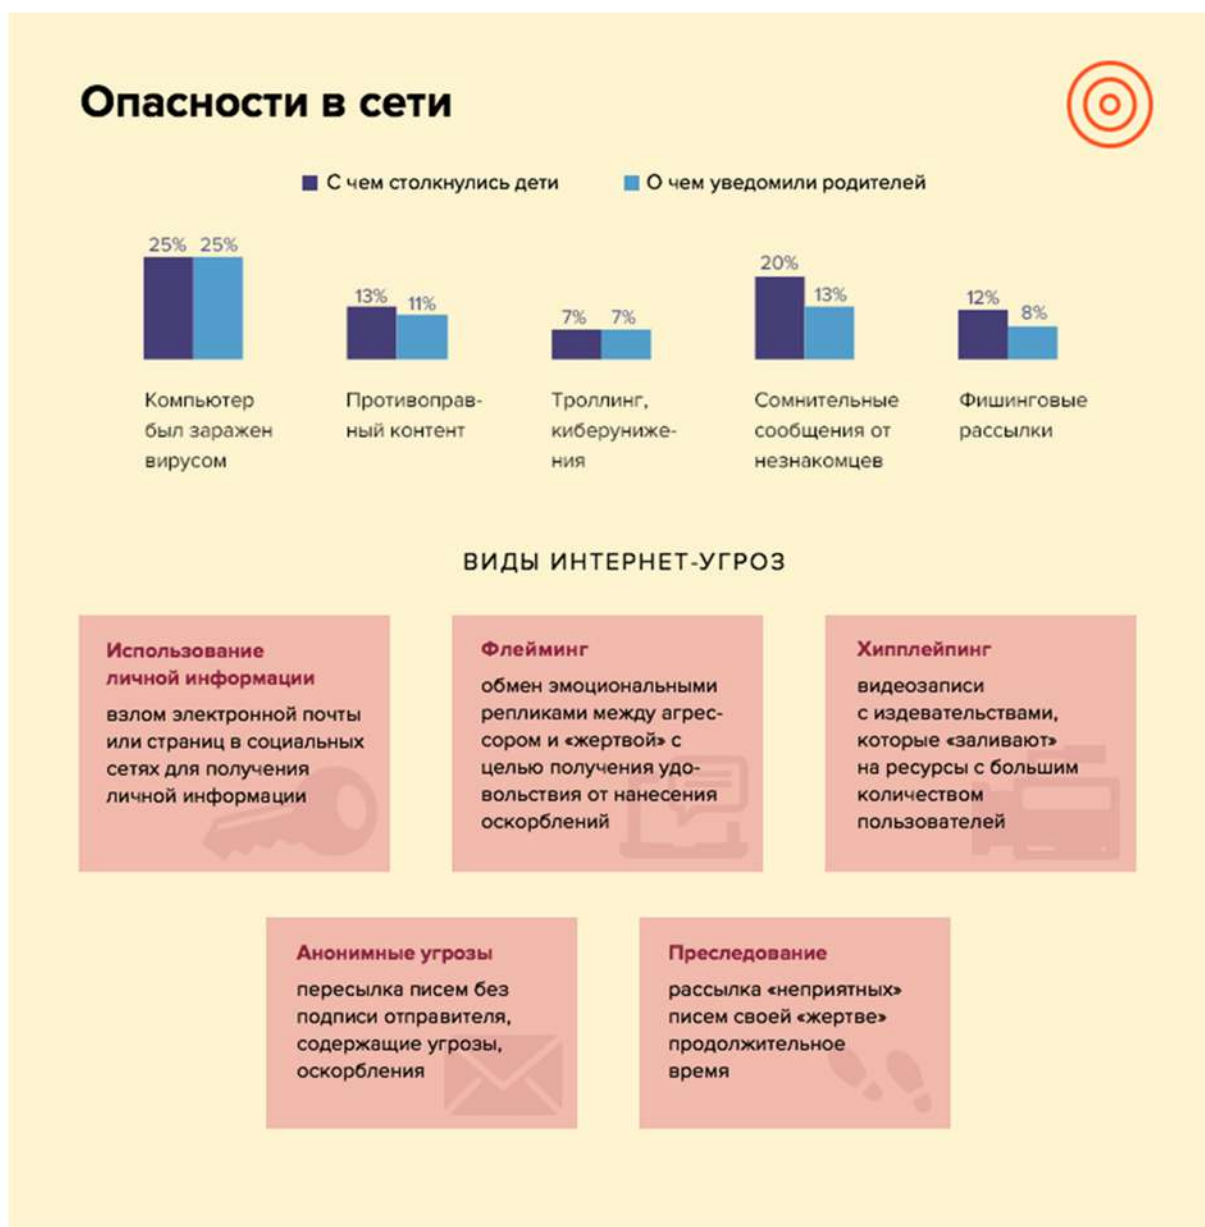 Опасности в сети
С чем столкнулись дети
О чем уведомили родителей
25% 25%
13% 11%
7% 7%
20% 13%
12% 8%
Компьютер
был заражен
вирусом
Противоправ-
ный контент
Троллинг,
киберуниже-
ния
Сомнительные
сообщения от
незнакомцев
Фишинговые
рассылки
ВИДЫ ИНТЕРНЕТ-УГРОЗ
Использование
личной информации
взлом электронной почты
или страниц в социальных
сетях для получения
личной информации
Флейминг
обмен эмоциональными
репликами между агрес-
сором и «жертвой» с
целью получения удо-
вольствия от нанесения
оскорблений
Хипплейпинг
видеозаписи
с издевательствами,
которые «заливают»
на ресурсы с большим
количеством
пользователей
Анонимные угрозы
пересылка писем без
подписи отправителя,
содержащие угрозы,
оскорбления
Преследование
рассылка «неприятных»
писем своей «жертве»
продолжительное
время